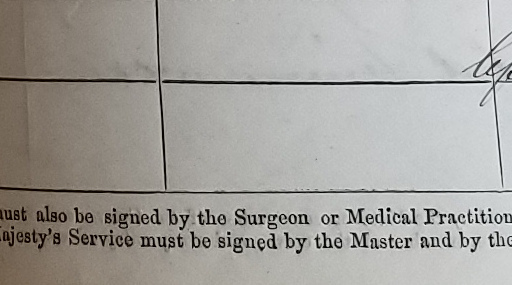 must also be signed by the Surgeon or Medical Practition
ajesty's Service must be signed by the Master and by the